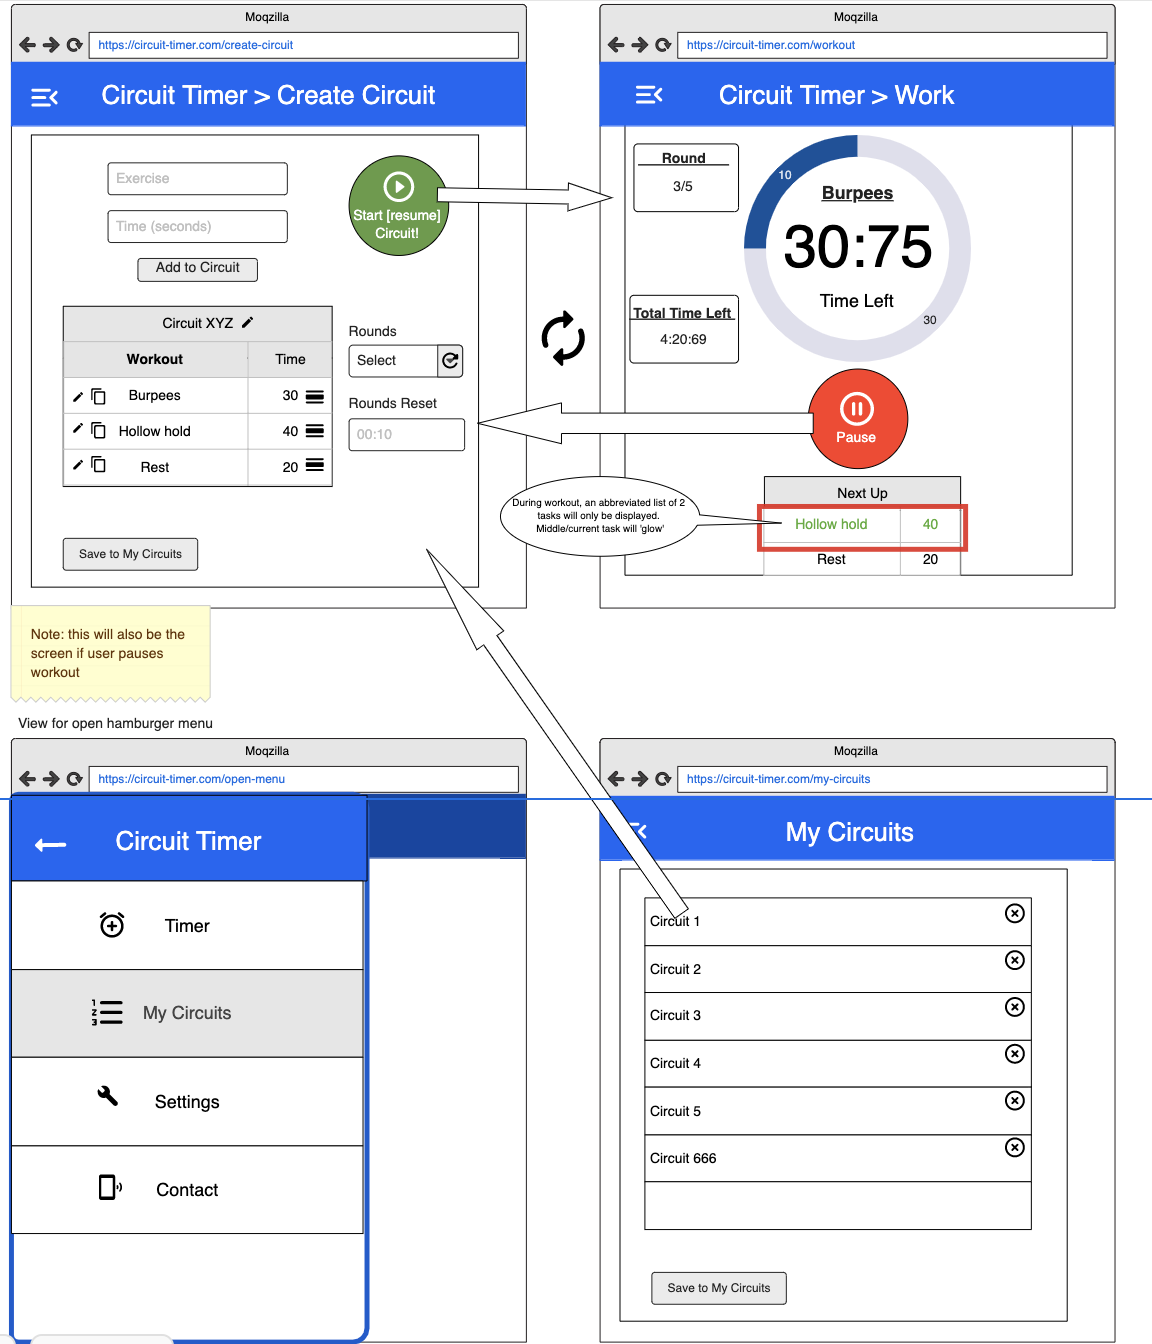 Moqzilla
https://circuit-timer.com/create-circuit
Circuit Timer > Create Circuit
Exercise
Time (seconds)
Add to Circuit
Start [resume]
Circuit!
Circuit XYZ
Workout Time
Burpees 30
Hollow hold 40
Rest 20
Rounds
Select
Rounds Reset
00:10
Save to My Circuits
Note: this will also be the
screen if user pauses
workout
Moqzilla
https://circuit-timer.com/workout
Circuit Timer > Work
Round
3/5
10
Burpees
30:75
Time Left
30
Total Time Left
4:20:69
Pause
Next Up
Hollow hold 40
Rest 20
During workout, an abbreviated list of 2
tasks will only be displayed.
Middle/current task will 'glow'
View for open hamburger menu
Moqzilla
https://circuit-timer.com/open-menu
Circuit Timer
Timer
1
2
3
My Circuits
Settings
Contact
Moqzilla
https://circuit-timer.com/my-circuits
My Circuits
Circuit 1
Circuit 2
Circuit 3
Circuit 4
Circuit 5
Circuit 666
Save to My Circuits